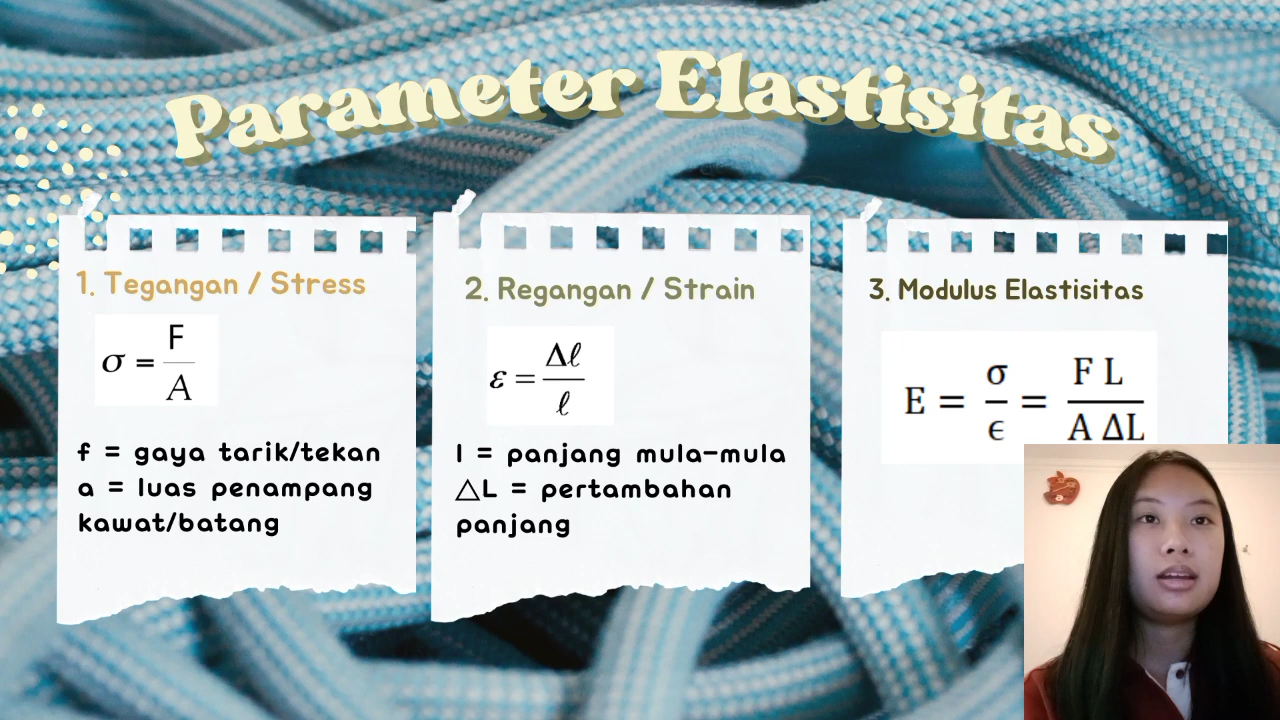 Parameter Elastisitas
1. Tegangan / Stress
σ = F / A
f = gaya tarik/tekan
a = luas penampang
kawat/batang
2. Regangan / Strain
ε = Δℓ / ℓ
l = panjang mula-mula
△L = pertambahan
panjang
3. Modulus Elastisitas
E = σ / ϵ = F L / A ΔL